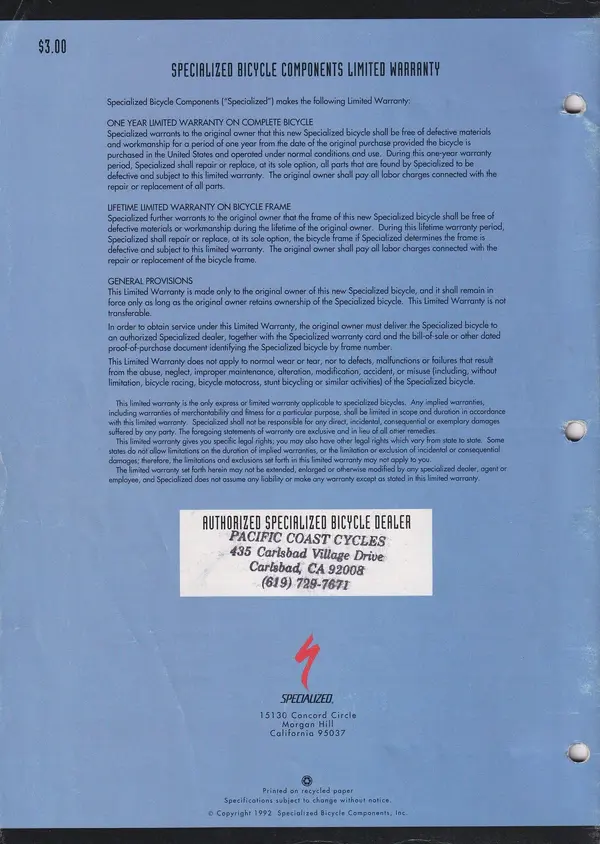 $3.00
SPECIALIZED BICYCLE COMPONENTS LIMITED WARRANTY
Specialized Bicycle Components ("Specialized") makes the following Limited Warranty:
ONE YEAR LIMITED WARRANTY ON COMPLETE BICYCLE
Specialized warrants to the original owner that this new Specialized bicycle shall be free of defective materials
and workmanship for a period of one year from the date of the original purchase provided the bicycle is
purchased in the United States and operated under normal conditions and use. During this one-year warranty
period, Specialized shall repair or replace, at its sole option, all parts that are found by Specialized to be
defective and subject to this limited warranty. The original owner shall pay all labor charges connected with the
repair or replacement of all parts.
LIFETIME LIMITED WARRANTY ON BICYCLE FRAME
Specialized further warrants to the original owner that the frame of this new Specialized bicycle shall be free of
defective materials or workmanship during the lifetime of the original owner. During this lifetime warranty period,
Specialized shall repair or replace, at its sole option, the bicycle frame if Specialized determines the frame is
defective and subject to this limited warranty. The original owner shall pay all labor charges connected with the
repair or replacement of the bicycle frame.
GENERAL PROVISIONS
This Limited Warranty is made only to the original owner of this new Specialized bicycle, and it shall remain in
force only as long as the original owner retains ownership of the Specialized bicycle. This Limited Warranty is not
transferable.
In order to obtain service under this Limited Warranty, the original owner must deliver the Specialized bicycle to
an authorized Specialized dealer, together with the Specialized warranty card and the bill-of-sale or other dated
proof-of-purchase document identifying the Specialized bicycle by frame number.
This Limited Warranty does not apply to normal wear or tear, nor to defects, malfunctions or failures that result
from the abuse, neglect, improper maintenance, alteration, modification, accident, or misuse (including, without
limitation, bicycle racing, bicycle motocross, stunt bicycling or similar activities) of the Specialized bicycle.
This limited warranty is the only express or limited warranty applicable to specialized bicycles. Any implied warranties,
including warranties of merchantability and fitness for a particular purpose, shall be limited in scope and duration in accordance
with this limited warranty. Specialized shall not be responsible for any direct, incidental, consequential or exemplary damages
suffered by any party. The foregoing statements of warranty are exclusive and in lieu of all other remedies.
This limited warranty gives you specific legal rights; you may also have other legal rights which vary from state to state. Some
states do not allow limitations on the duration of implied warranties, or the limitation or exclusion of incidental or consequential
damages; therefore, the limitations and exclusions set forth in this limited warranty may not apply to you.
The limited warranty set forth herein may not be extended, enlarged or otherwise modified by any specialized dealer, agent or
employee, and Specialized does not assume any liability or make any warranty except as stated in this limited warranty.
AUTHORIZED SPECIALIZED BICYCLE DEALER
PACIFIC COAST CYCLES
435 Carlsbad Village Drive
Carlsbad, CA 92008
(619) 729-7671
SPECIALIZED.
15130 Concord Circle
Morgan Hill
California 95037
Printed on recycled paper
Specifications subject to change without notice.
© Copyright 1992 Specialized Bicycle Components, Inc.